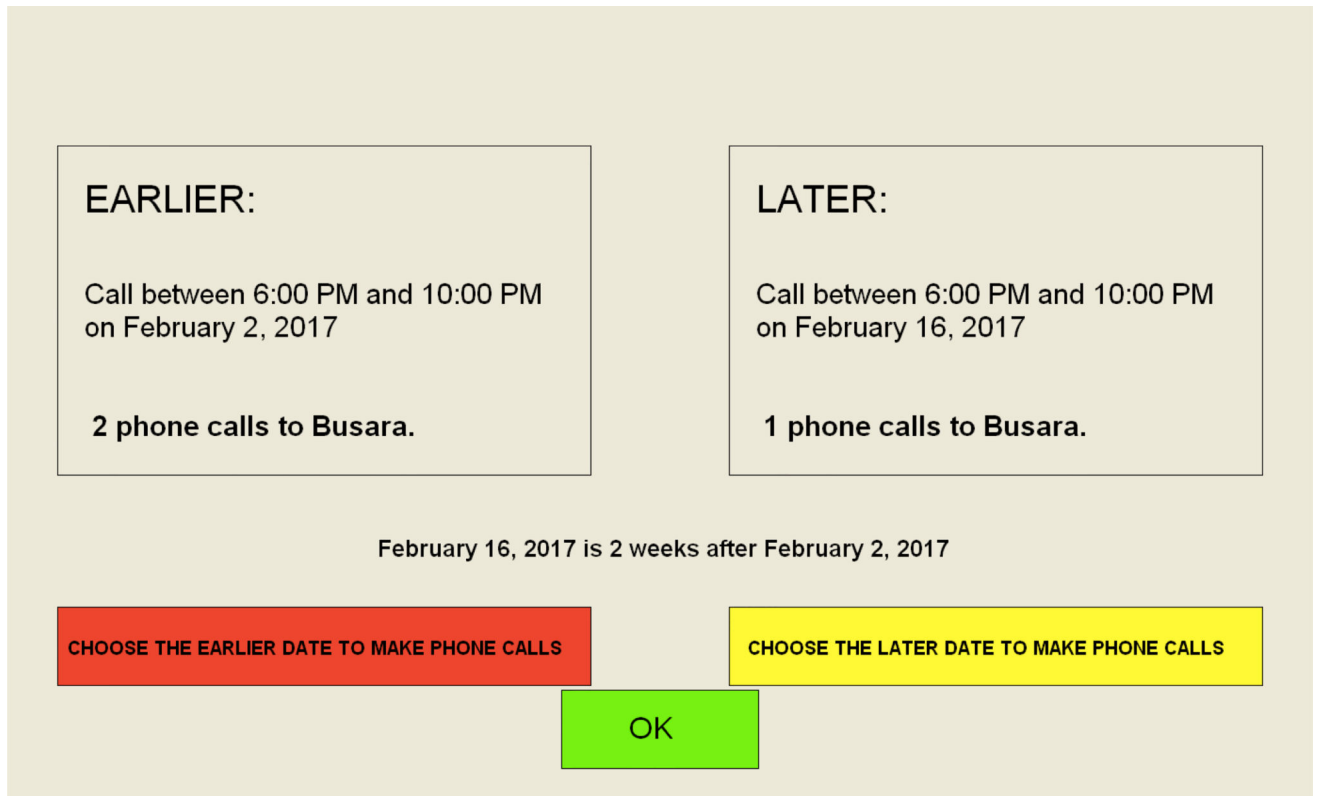 EARLIER:
Call between 6:00 PM and 10:00 PM
on February 2, 2017
2 phone calls to Busara.
LATER:
Call between 6:00 PM and 10:00 PM
on February 16, 2017
1 phone calls to Busara.
February 16, 2017 is 2 weeks after February 2, 2017
CHOOSE THE EARLIER DATE TO MAKE PHONE CALLS
CHOOSE THE LATER DATE TO MAKE PHONE CALLS
OK